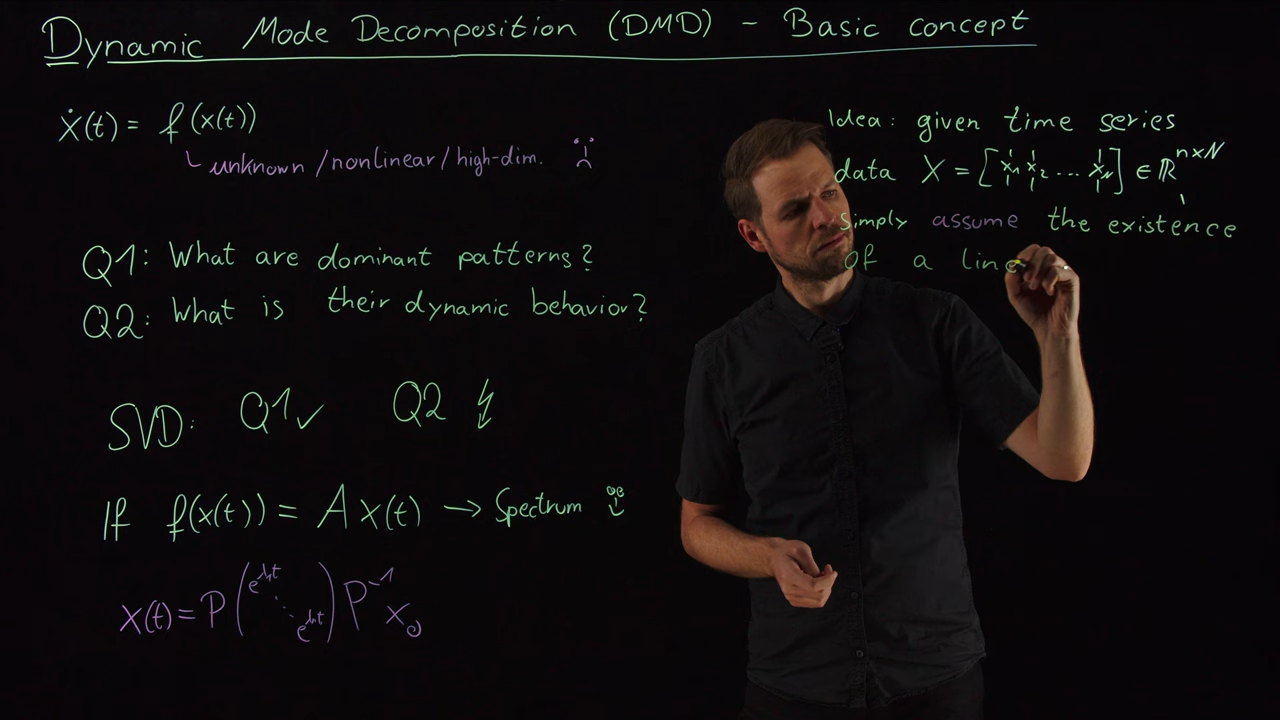 Dynamic Mode Decomposition (DMD) - Basic concept
ẋ(t) = f(x(t))
unknown/nonlinear/high-dim.
Q1: What are dominant patterns?
Q2: What is their dynamic behavior?
SVD: Q1 ✓ Q2 ↯
If f(x(t)) = A x(t) → Spectrum
x(t) = P (e^λ1t ⋱ e^λnt) P^-1 x0
Idea: given time series
data X = [x1 x2 ... xN] ∈ ℝ^n×N,
simply assume the existence
of a line